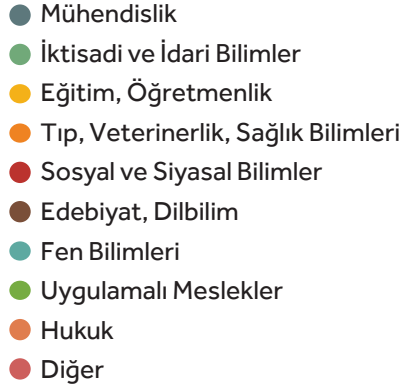 Mühendislik
İktisadi ve İdari Bilimler
Eğitim, Öğretmenlik
Tıp, Veterinerlik, Sağlık Bilimleri
Sosyal ve Siyasal Bilimler
Edebiyat, Dilbilim
Fen Bilimleri
Uygulamalı Meslekler
Hukuk
Diğer